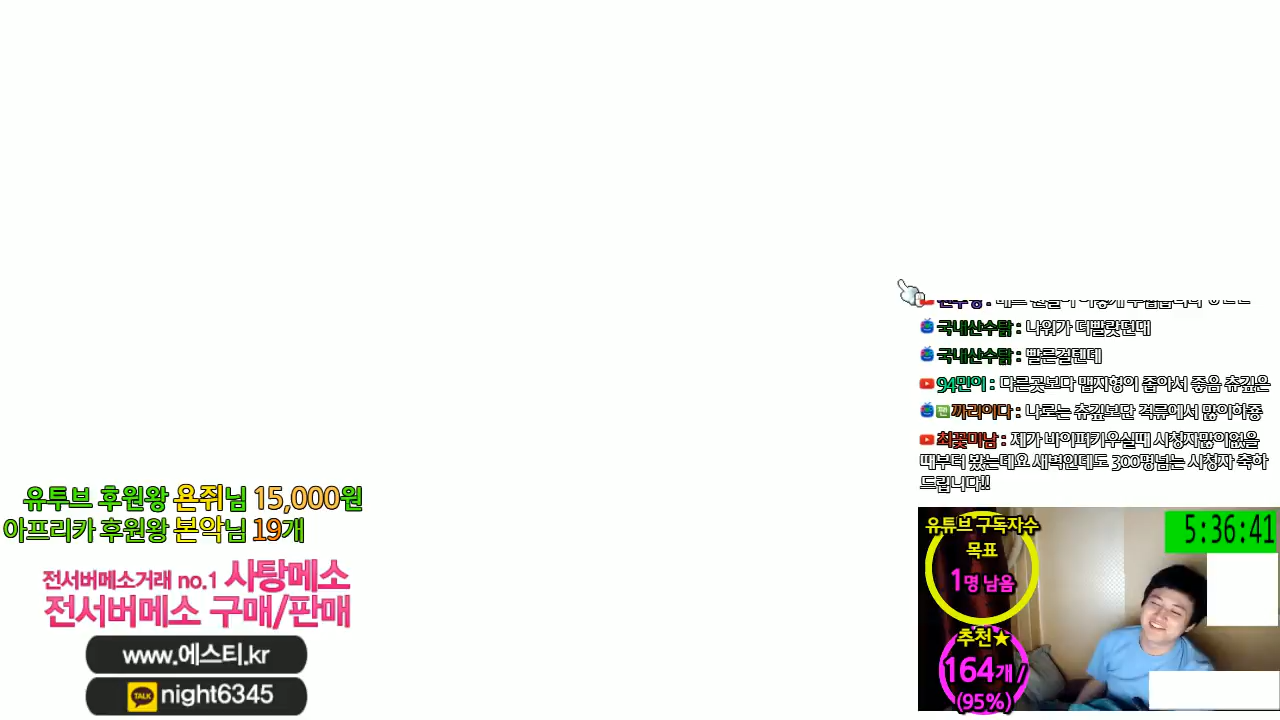 국내산수탉 : 나워가 더빨랐던대
국내산수탉 : 빨른걸텐데
94민이 : 다른곳보다 맵지형이 좁아서 좋음 츄깊은
팬 까리이다 : 나로는 츄깊보단 격류에서 많이하죵
최꽃미남 : 제가 바이퍼키우실때 시청자많이없을
때부터 봤는데요 새벽인데도 300명넘는 시청자 축하
드립니다!!
유투브 후원왕 욘쥐님 15,000원
아프리카 후원왕 본악님 19개
전서버메소거래 no.1 사탕메소
전서버메소 구매/판매
www.에스티.kr
TALK night6345
유튜브 구독자수
목표
1명 남음
추천★
164개 /
(95%)
5:36:41